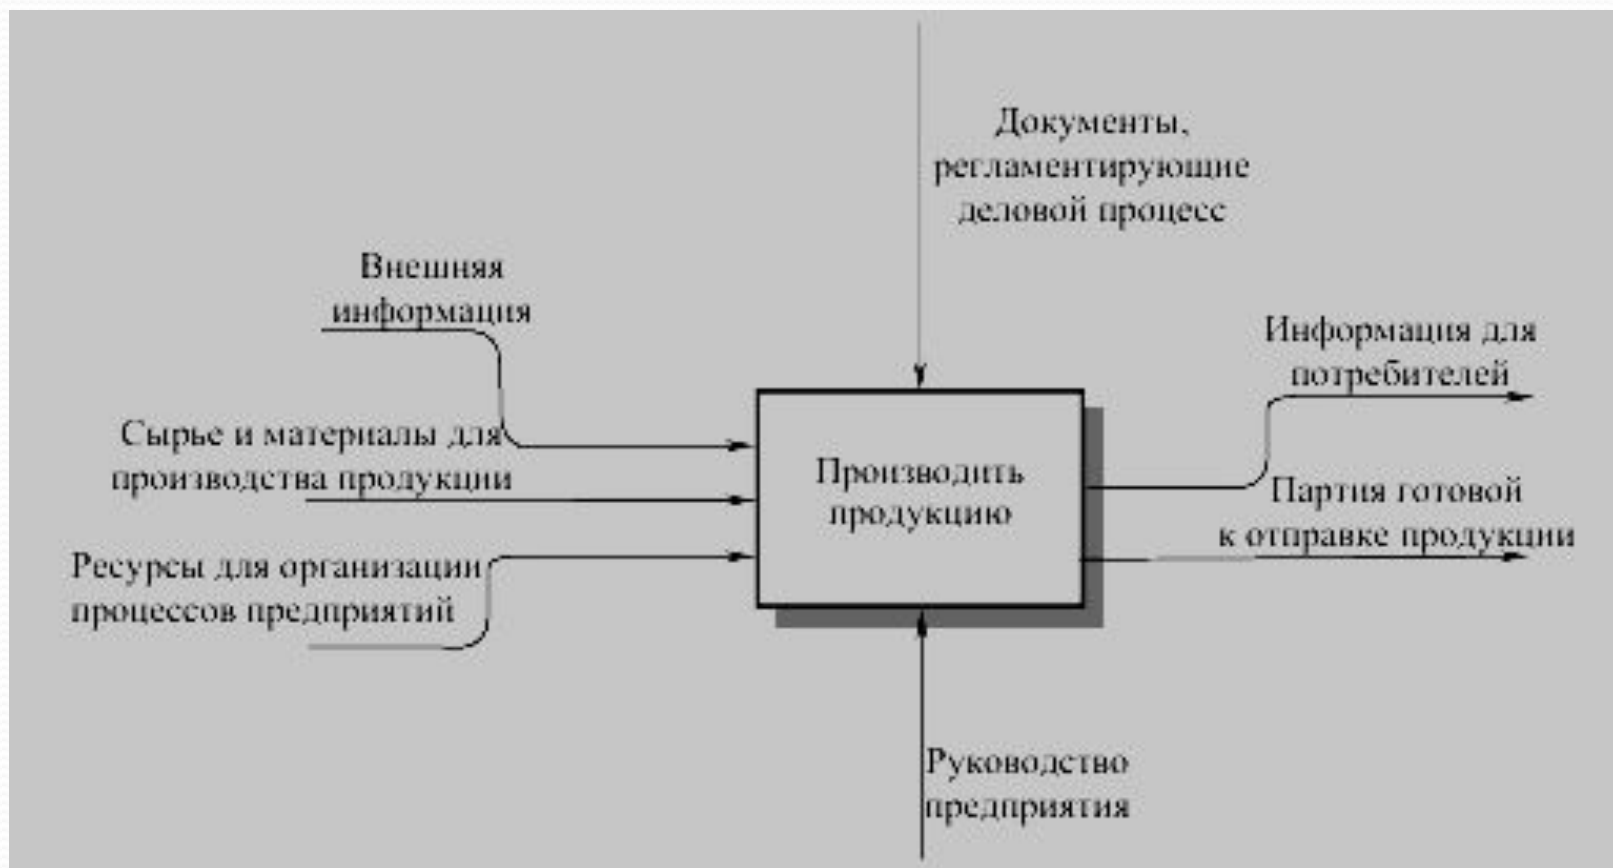 Документы,
регламентирующие
деловой процесс
Внешняя
информация
Информация для
потребителей
Сырье и материалы для
производства продукции
Производить
продукцию
Партия готовой
к отправке продукции
Ресурсы для организации
процессов предприятий
Руководство
предприятия